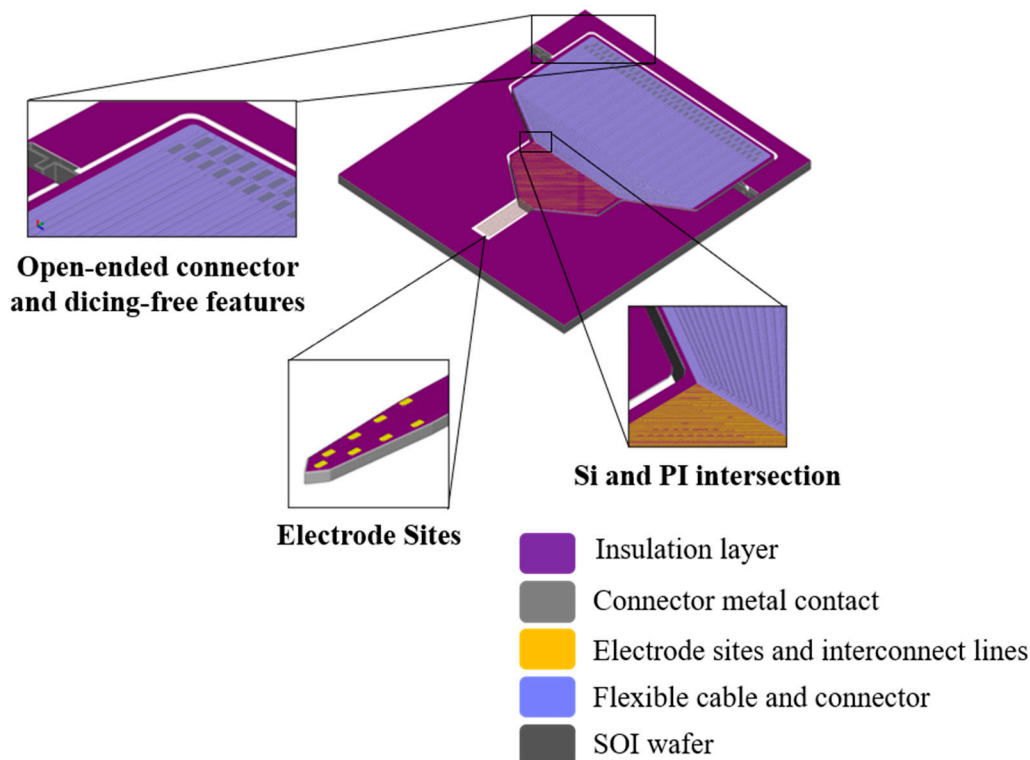 Open-ended connector
and dicing-free features
Si and PI intersection
Electrode Sites
Insulation layer
Connector metal contact
Electrode sites and interconnect lines
Flexible cable and connector
SOI wafer